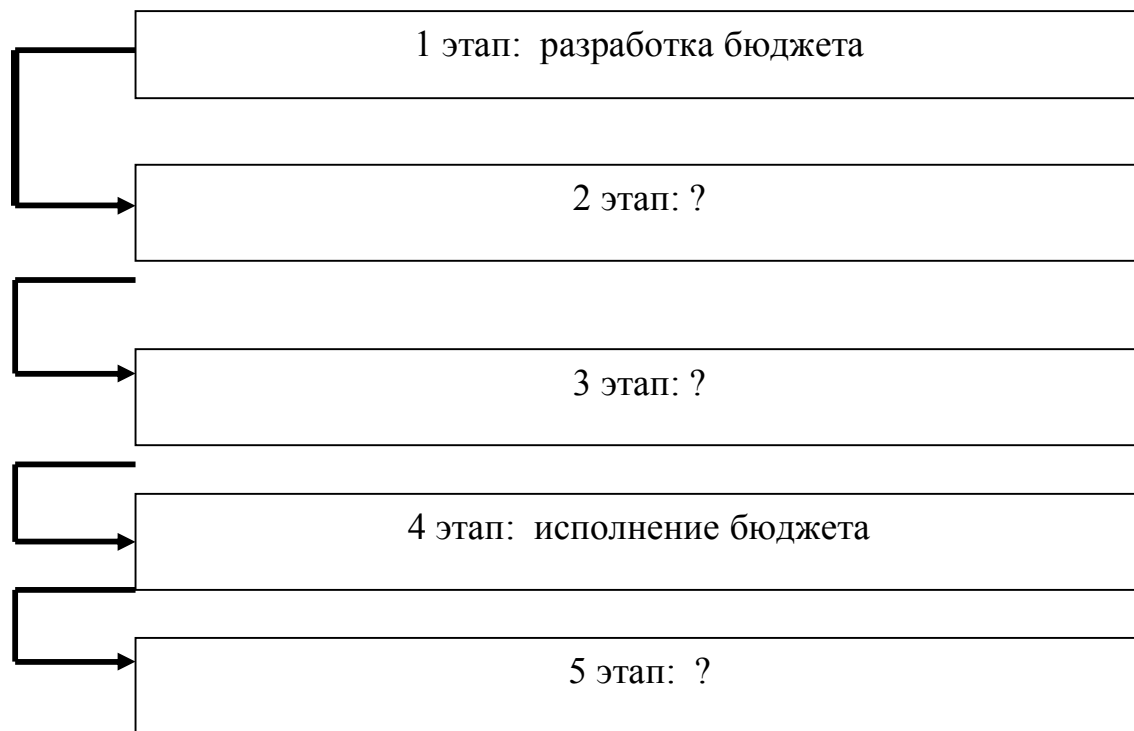 1 этап: разработка бюджета
2 этап: ?
3 этап: ?
4 этап: исполнение бюджета
5 этап: ?